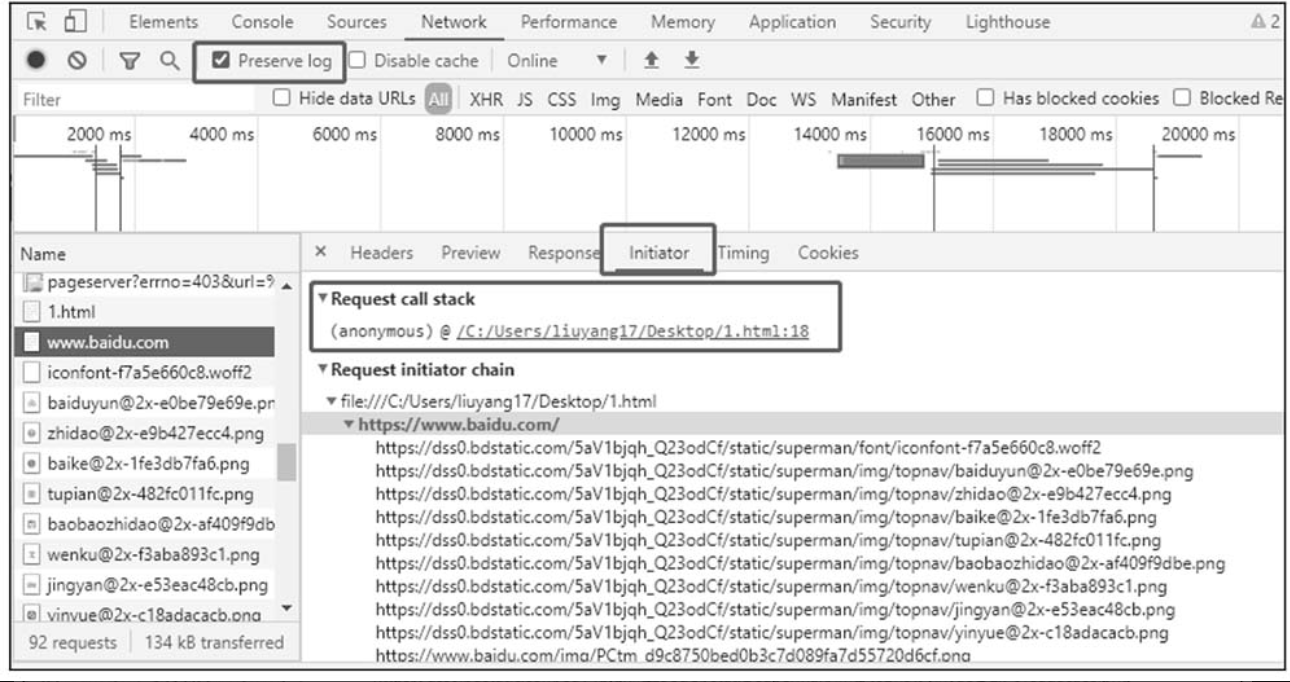 Elements Console Sources Network Performance Memory Application Security Lighthouse 2
Preserve log Disable cache Online
Filter Hide data URLs All XHR JS CSS Img Media Font Doc WS Manifest Other Has blocked cookies Blocked Re
2000 ms 4000 ms 6000 ms 8000 ms 10000 ms 12000 ms 14000 ms 16000 ms 18000 ms 20000 ms
Name
pageserver?errno=403&url=%
1.html
www.baidu.com
iconfont-f7a5e660c8.woff2
baiduyun@2x-e0be79e69e.pn
zhidao@2x-e9b427ecc4.png
baike@2x-1fe3db7fa6.png
tupian@2x-482fc011fc.png
baobaozhidao@2x-af409f9db
wenku@2x-f3aba893c1.png
jingyan@2x-e53eac48cb.png
yinyue@2x-c18adacacb.png
92 requests 134 kB transferred
× Headers Preview Response Initiator Timing Cookies
Request call stack
(anonymous) @ /C:/Users/liuyang17/Desktop/1.html:18
Request initiator chain
file:///C:/Users/liuyang17/Desktop/1.html
https://www.baidu.com/
https://dss0.bdstatic.com/5aV1bjqh_Q23odCf/static/superman/font/iconfont-f7a5e660c8.woff2
https://dss0.bdstatic.com/5aV1bjqh_Q23odCf/static/superman/img/topnav/baiduyun@2x-e0be79e69e.png
https://dss0.bdstatic.com/5aV1bjqh_Q23odCf/static/superman/img/topnav/zhidao@2x-e9b427ecc4.png
https://dss0.bdstatic.com/5aV1bjqh_Q23odCf/static/superman/img/topnav/baike@2x-1fe3db7fa6.png
https://dss0.bdstatic.com/5aV1bjqh_Q23odCf/static/superman/img/topnav/tupian@2x-482fc011fc.png
https://dss0.bdstatic.com/5aV1bjqh_Q23odCf/static/superman/img/topnav/baobaozhidao@2x-af409f9dbe.png
https://dss0.bdstatic.com/5aV1bjqh_Q23odCf/static/superman/img/topnav/wenku@2x-f3aba893c1.png
https://dss0.bdstatic.com/5aV1bjqh_Q23odCf/static/superman/img/topnav/jingyan@2x-e53eac48cb.png
https://dss0.bdstatic.com/5aV1bjqh_Q23odCf/static/superman/img/topnav/yinyue@2x-c18adacacb.png
https://www.baidu.com/img/PCtm_d9c8750bed0b3c7d089fa7d55720d6cf.png